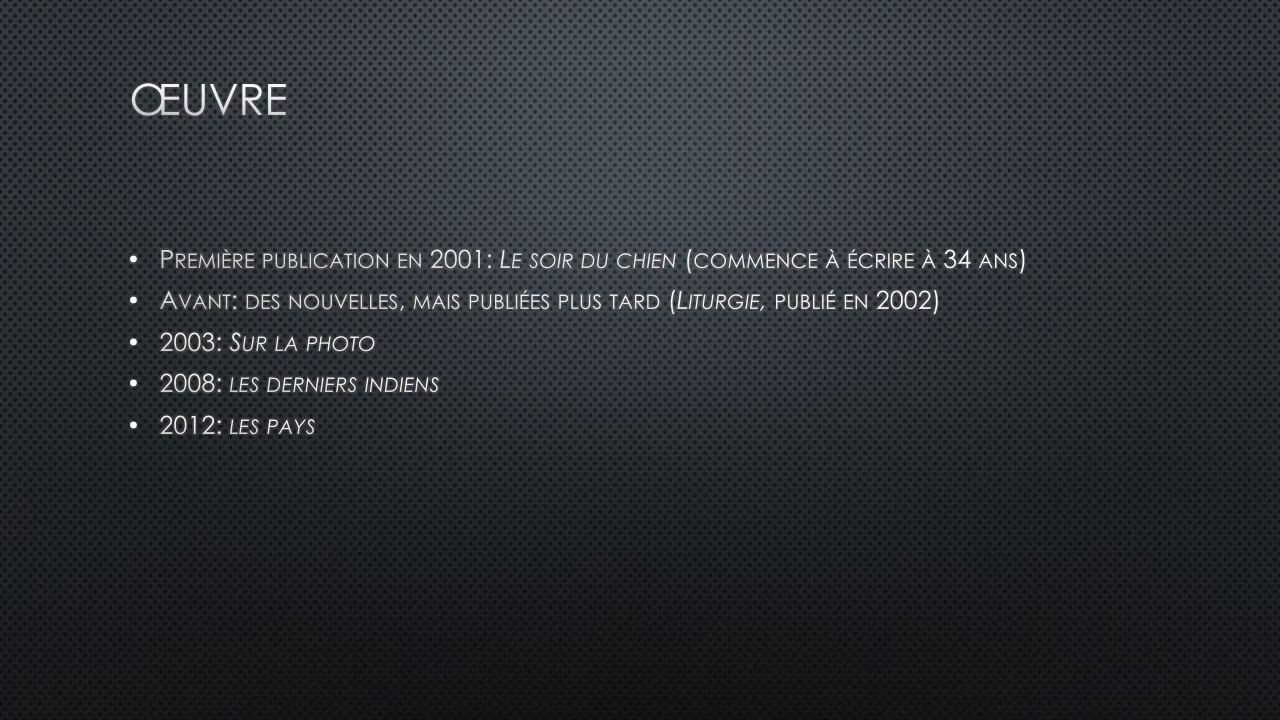 ŒUVRE
• PREMIÈRE PUBLICATION EN 2001: LE SOIR DU CHIEN (COMMENCE À ÉCRIRE À 34 ANS)
• AVANT: DES NOUVELLES, MAIS PUBLIÉES PLUS TARD (LITURGIE, PUBLIÉ EN 2002)
• 2003: SUR LA PHOTO
• 2008: LES DERNIERS INDIENS
• 2012: LES PAYS